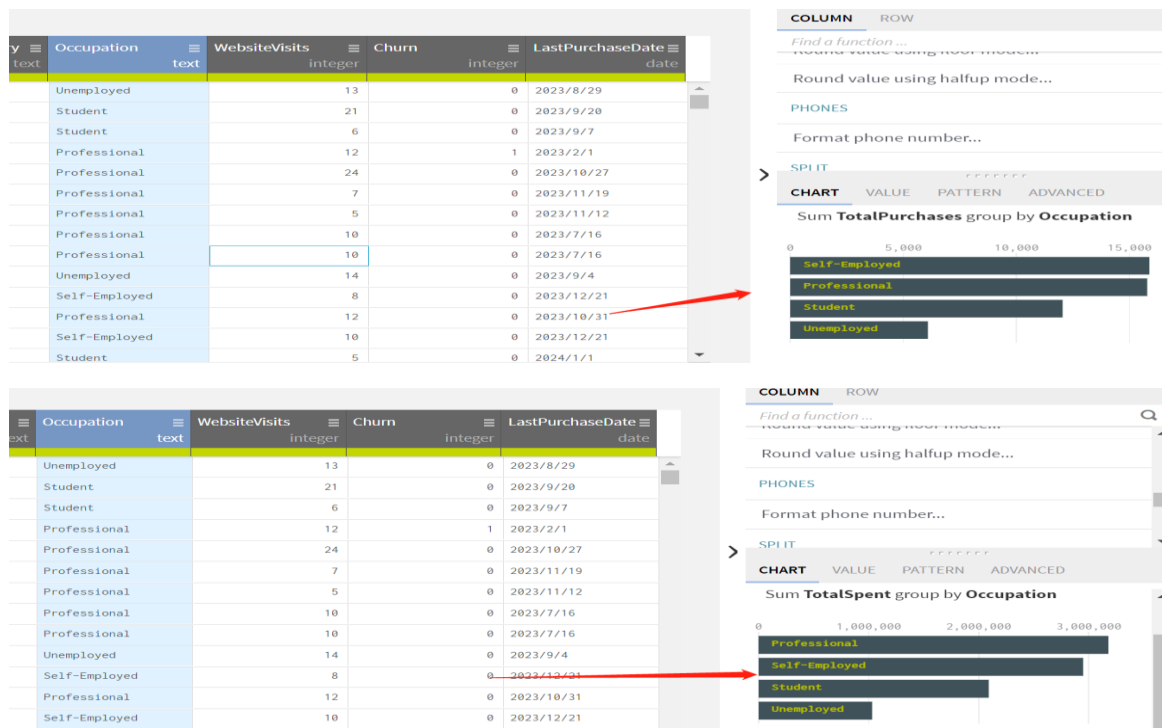 COLUMN ROW
y Occupation WebsiteVisits Churn LastPurchaseDate
text text integer integer date
Find a function ...
Round value using floor mode...
Unemployed 13 0 2023/8/29
Round value using halfup mode...
Student 21 0 2023/9/20
PHONES
Student 6 0 2023/9/7
Format phone number...
Professional 12 1 2023/2/1
SPLIT
Professional 24 0 2023/10/27
CHART VALUE PATTERN ADVANCED
Professional 7 0 2023/11/19
Professional 5 0 2023/11/12
Sum TotalPurchases group by Occupation
Professional 10 0 2023/7/16
0 5,000 10,000 15,000
Professional 10 0 2023/7/16
Self-Employed
Unemployed 14 0 2023/9/4
Professional
Self-Employed 8 0 2023/12/21
Student
Professional 12 0 2023/10/31
Unemployed
Self-Employed 10 0 2023/12/21
Student 5 0 2024/1/1
COLUMN ROW
Occupation WebsiteVisits Churn LastPurchaseDate
ext text integer integer date
Find a function ...
Round value using floor mode...
Unemployed 13 0 2023/8/29
Round value using halfup mode...
Student 21 0 2023/9/20
PHONES
Student 6 0 2023/9/7
Format phone number...
Professional 12 1 2023/2/1
SPLIT
Professional 24 0 2023/10/27
CHART VALUE PATTERN ADVANCED
Professional 7 0 2023/11/19
Professional 5 0 2023/11/12
Sum TotalSpent group by Occupation
Professional 10 0 2023/7/16
0 1,000,000 2,000,000 3,000,000
Professional 10 0 2023/7/16
Professional
Unemployed 14 0 2023/9/4
Self-Employed
Self-Employed 8 0 2023/12/21
Student
Professional 12 0 2023/10/31
Unemployed
Self-Employed 10 0 2023/12/21